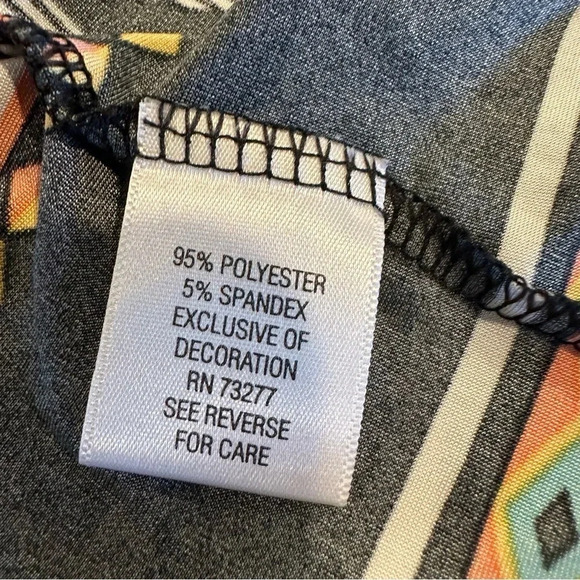 95% POLYESTER
5% SPANDEX
EXCLUSIVE OF
DECORATION
RN 73277
SEE REVERSE
FOR CARE